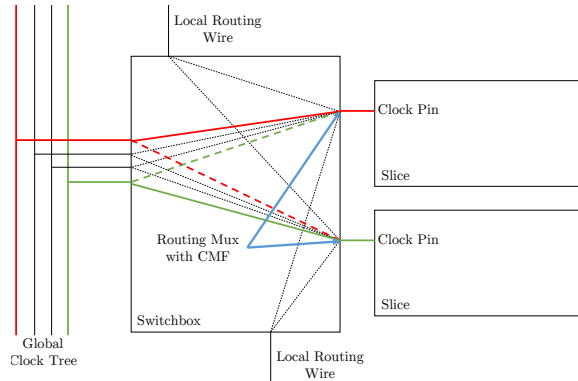 Local Routing
Wire
Clock Pin
Slice
Clock Pin
Routing Mux
with CMF
Slice
Switchbox
Global
Clock Tree
Local Routing
Wire